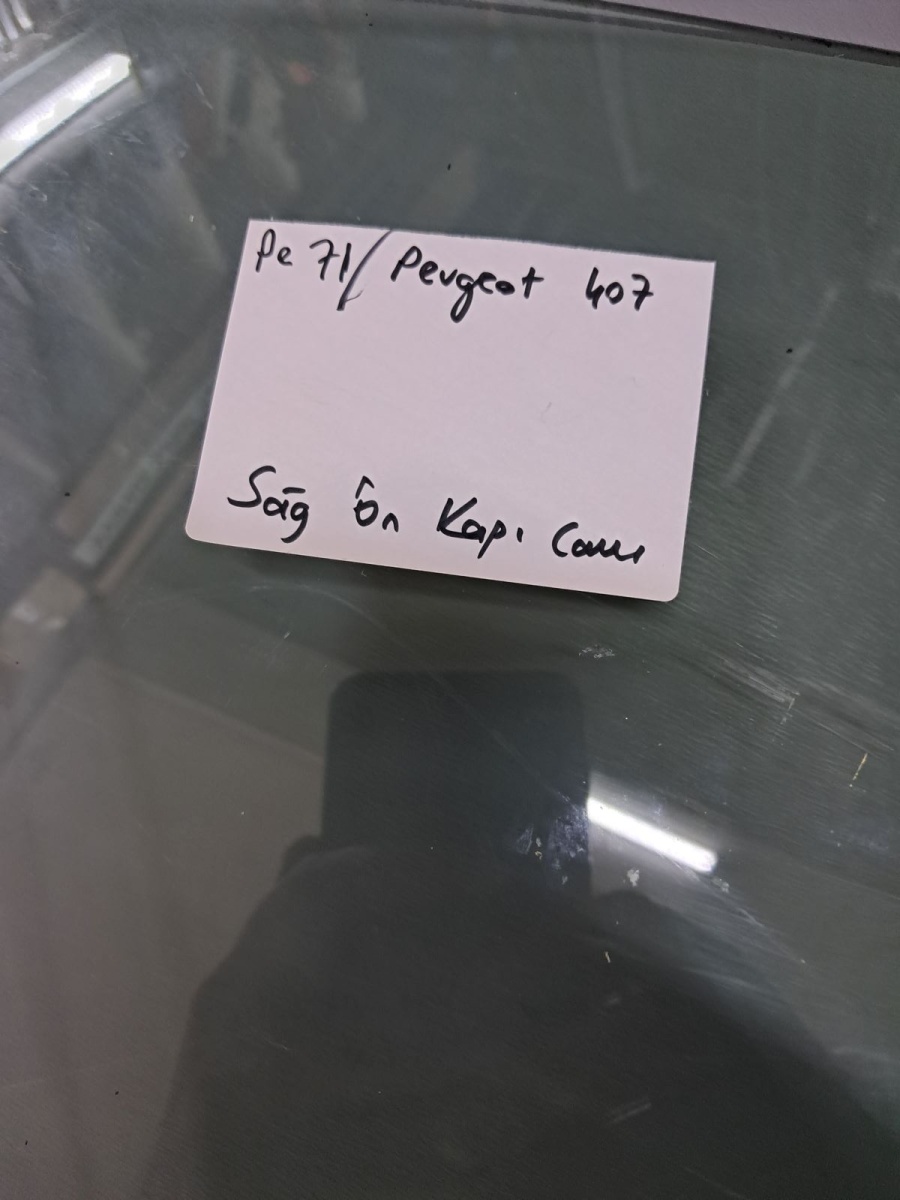 Pe 71/ Peugeot 407
Sağ ön Kapı Camı